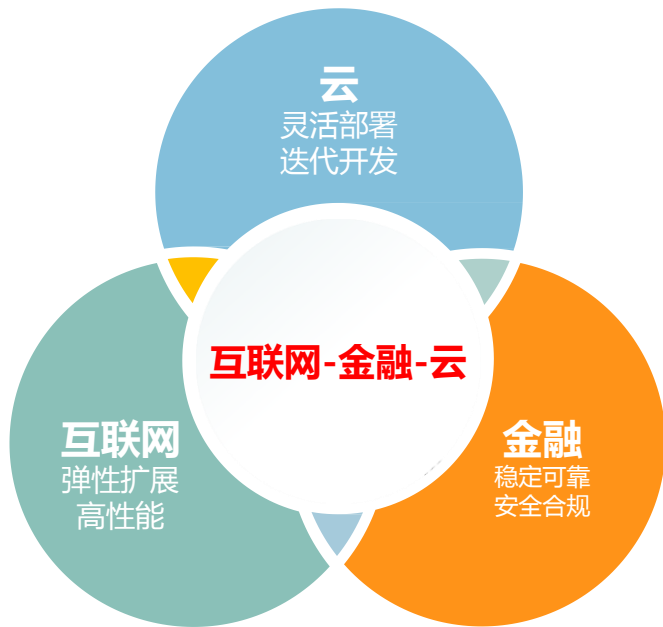 云
灵活部署
迭代开发
互联网-金融-云
互联网
弹性扩展
高性能
金融
稳定可靠
安全合规